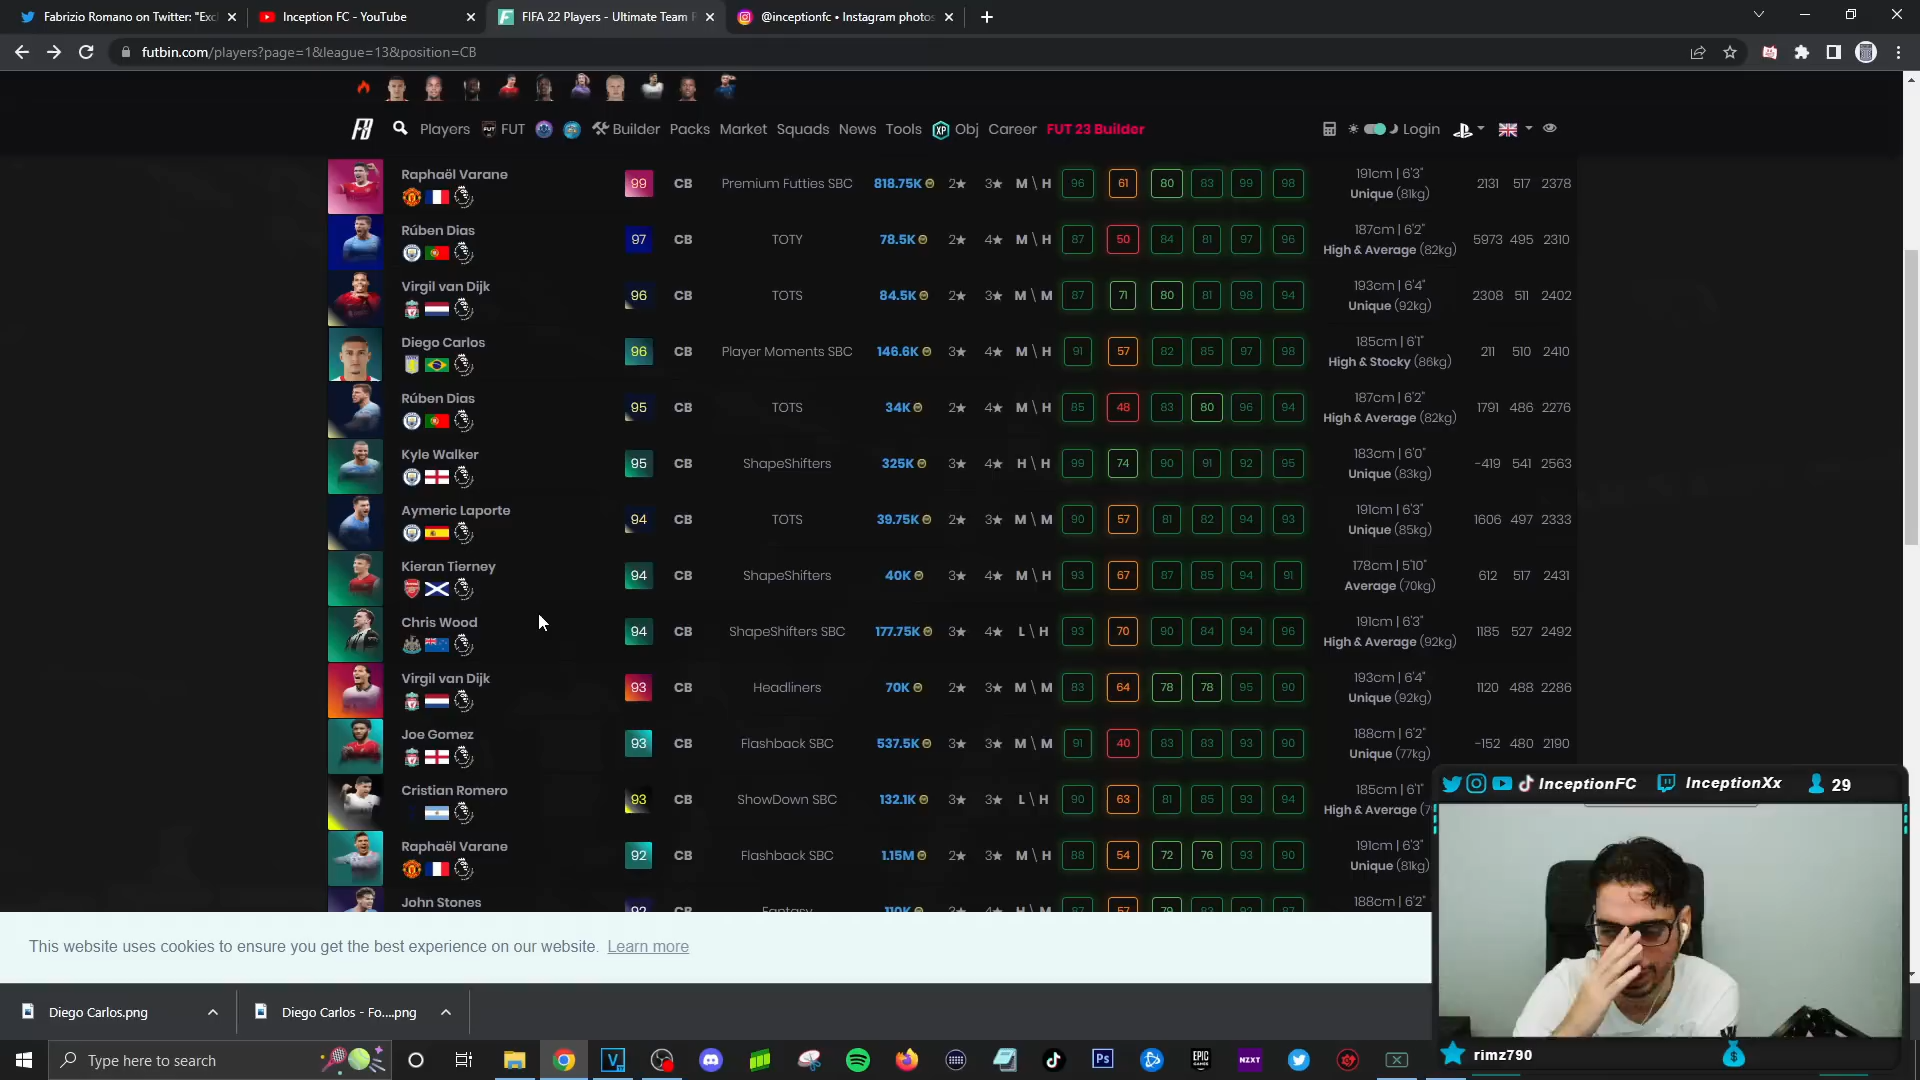 Fabrizio Romano on Twitter: "Exc
Inception FC - YouTube
FIFA 22 Players - Ultimate Team
@inceptionfc • Instagram photos
futbin.com/players?page=1&league=13&position=CB
Players FUT Builder Packs Market Squads News Tools Obj Career FUT 23 Builder Login
Raphaël Varane 99 CB Premium Futties SBC 818.75K 2★ 3★ M \ H 96 61 80 83 99 98 191cm | 6'3" Unique (81kg) 2131 517 2378
Rúben Dias 97 CB TOTY 78.5K 2★ 4★ M \ H 87 50 84 81 97 96 187cm | 6'2" High & Average (82kg) 5973 495 2310
Virgil van Dijk 96 CB TOTS 84.5K 2★ 3★ M \ M 87 71 80 81 98 94 193cm | 6'4" Unique (92kg) 2308 511 2402
Diego Carlos 96 CB Player Moments SBC 146.6K 3★ 4★ M \ H 91 57 82 85 97 98 185cm | 6'1" High & Stocky (86kg) 211 510 2410
Rúben Dias 95 CB TOTS 34K 2★ 4★ M \ H 85 48 83 80 96 94 187cm | 6'2" High & Average (82kg) 1791 486 2276
Kyle Walker 95 CB ShapeShifters 325K 3★ 4★ H \ H 99 74 90 91 92 95 183cm | 6'0" Unique (83kg) -419 541 2563
Aymeric Laporte 94 CB TOTS 39.75K 2★ 3★ M \ M 90 57 81 82 94 93 191cm | 6'3" Unique (85kg) 1606 497 2333
Kieran Tierney 94 CB ShapeShifters 40K 3★ 4★ M \ H 93 67 87 85 94 91 178cm | 5'10" Average (70kg) 612 517 2431
Chris Wood 94 CB ShapeShifters SBC 177.75K 3★ 4★ L \ H 93 70 90 84 94 96 191cm | 6'3" High & Average (92kg) 1185 527 2492
Virgil van Dijk 93 CB Headliners 70K 2★ 3★ M \ M 83 64 78 78 95 90 193cm | 6'4" Unique (92kg) 1120 488 2286
Joe Gomez 93 CB Flashback SBC 537.5K 3★ 3★ M \ M 91 40 83 83 93 90 188cm | 6'2" Unique (77kg) -152 480 2190
Cristian Romero 93 CB ShowDown SBC 132.1K 3★ 3★ L \ H 90 63 81 85 93 94 185cm | 6'1" High & Average
Raphaël Varane 92 CB Flashback SBC 1.15M 2★ 3★ M \ H 88 54 72 76 93 90 191cm | 6'3" Unique (81kg)
John Stones 92 CB Fantasy 188cm | 6'2"
InceptionFC InceptionXx 29
This website uses cookies to ensure you get the best experience on our website. Learn more
Diego Carlos.png
Diego Carlos - Fo....png
rimz790
Type here to search